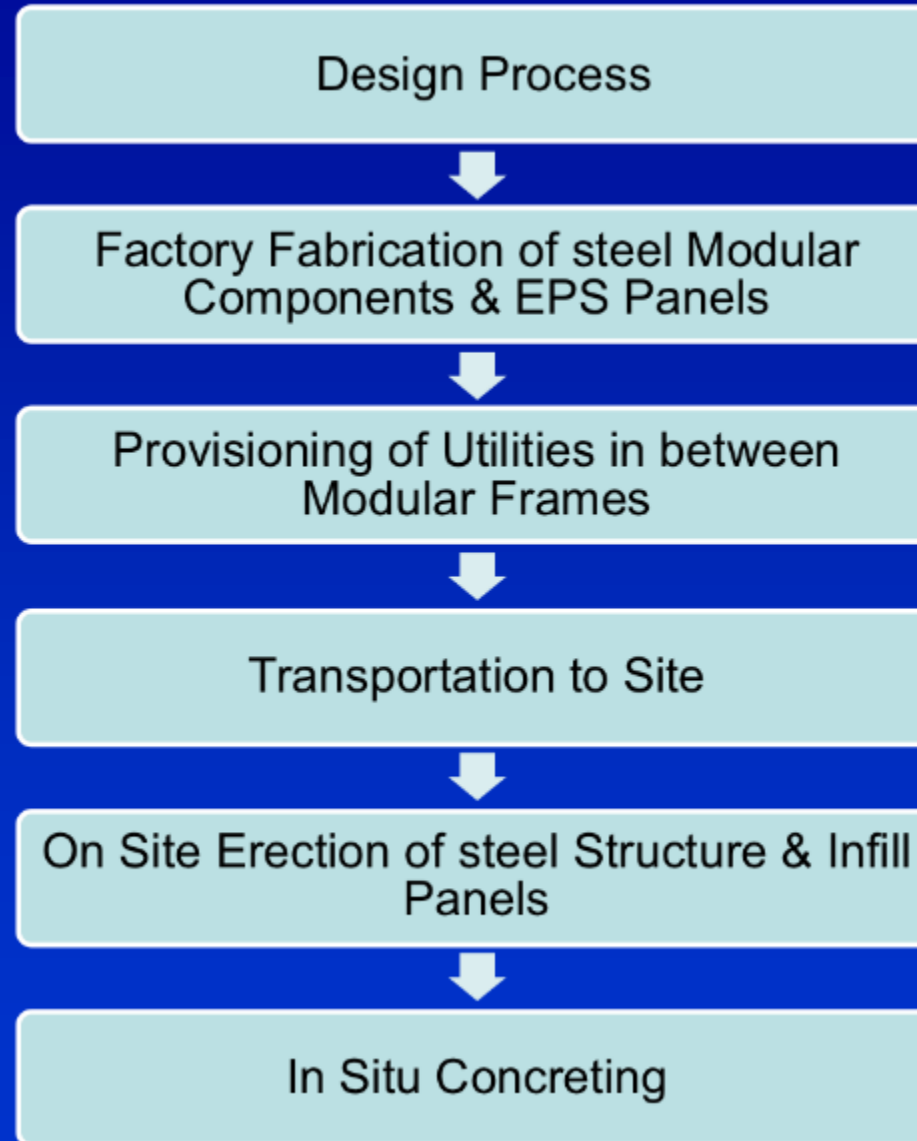 Design Process
Factory Fabrication of steel Modular
Components & EPS Panels
Provisioning of Utilities in between
Modular Frames
Transportation to Site
On Site Erection of steel Structure & Infill
Panels
In Situ Concreting